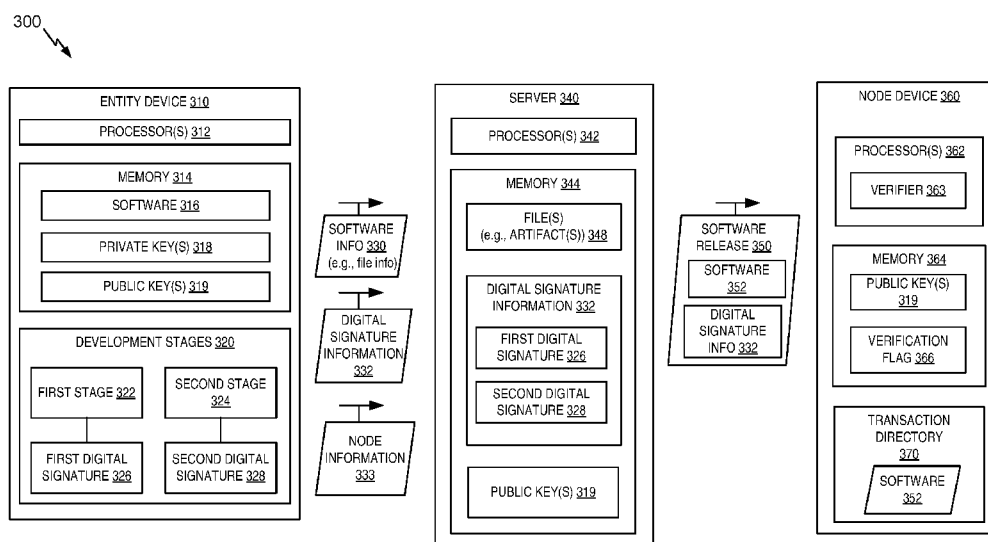 300
ENTITY DEVICE 310
PROCESSOR(S) 312
MEMORY 314
SOFTWARE 316
PRIVATE KEY(S) 318
PUBLIC KEY(S) 319
DEVELOPMENT STAGES 320
FIRST STAGE 322
SECOND STAGE
324
FIRST DIGITAL
SIGNATURE 326
SECOND DIGITAL
SIGNATURE 328
SOFTWARE
INFO 330
(e.g., file info)
DIGITAL
SIGNATURE
INFORMATION
332
NODE
INFORMATION
333
SERVER 340
PROCESSOR(S) 342
MEMORY 344
FILE(S)
(e.g., ARTIFACT(S)) 348
DIGITAL SIGNATURE
INFORMATION 332
FIRST DIGITAL
SIGNATURE 326
SECOND DIGITAL
SIGNATURE 328
PUBLIC KEY(S) 319
SOFTWARE
RELEASE 350
SOFTWARE
352
DIGITAL
SIGNATURE
INFO 332
NODE DEVICE 360
PROCESSOR(S) 362
VERIFIER 363
MEMORY 364
PUBLIC KEY(S)
319
VERIFICATION
FLAG 366
TRANSACTION
DIRECTORY
370
SOFTWARE
352